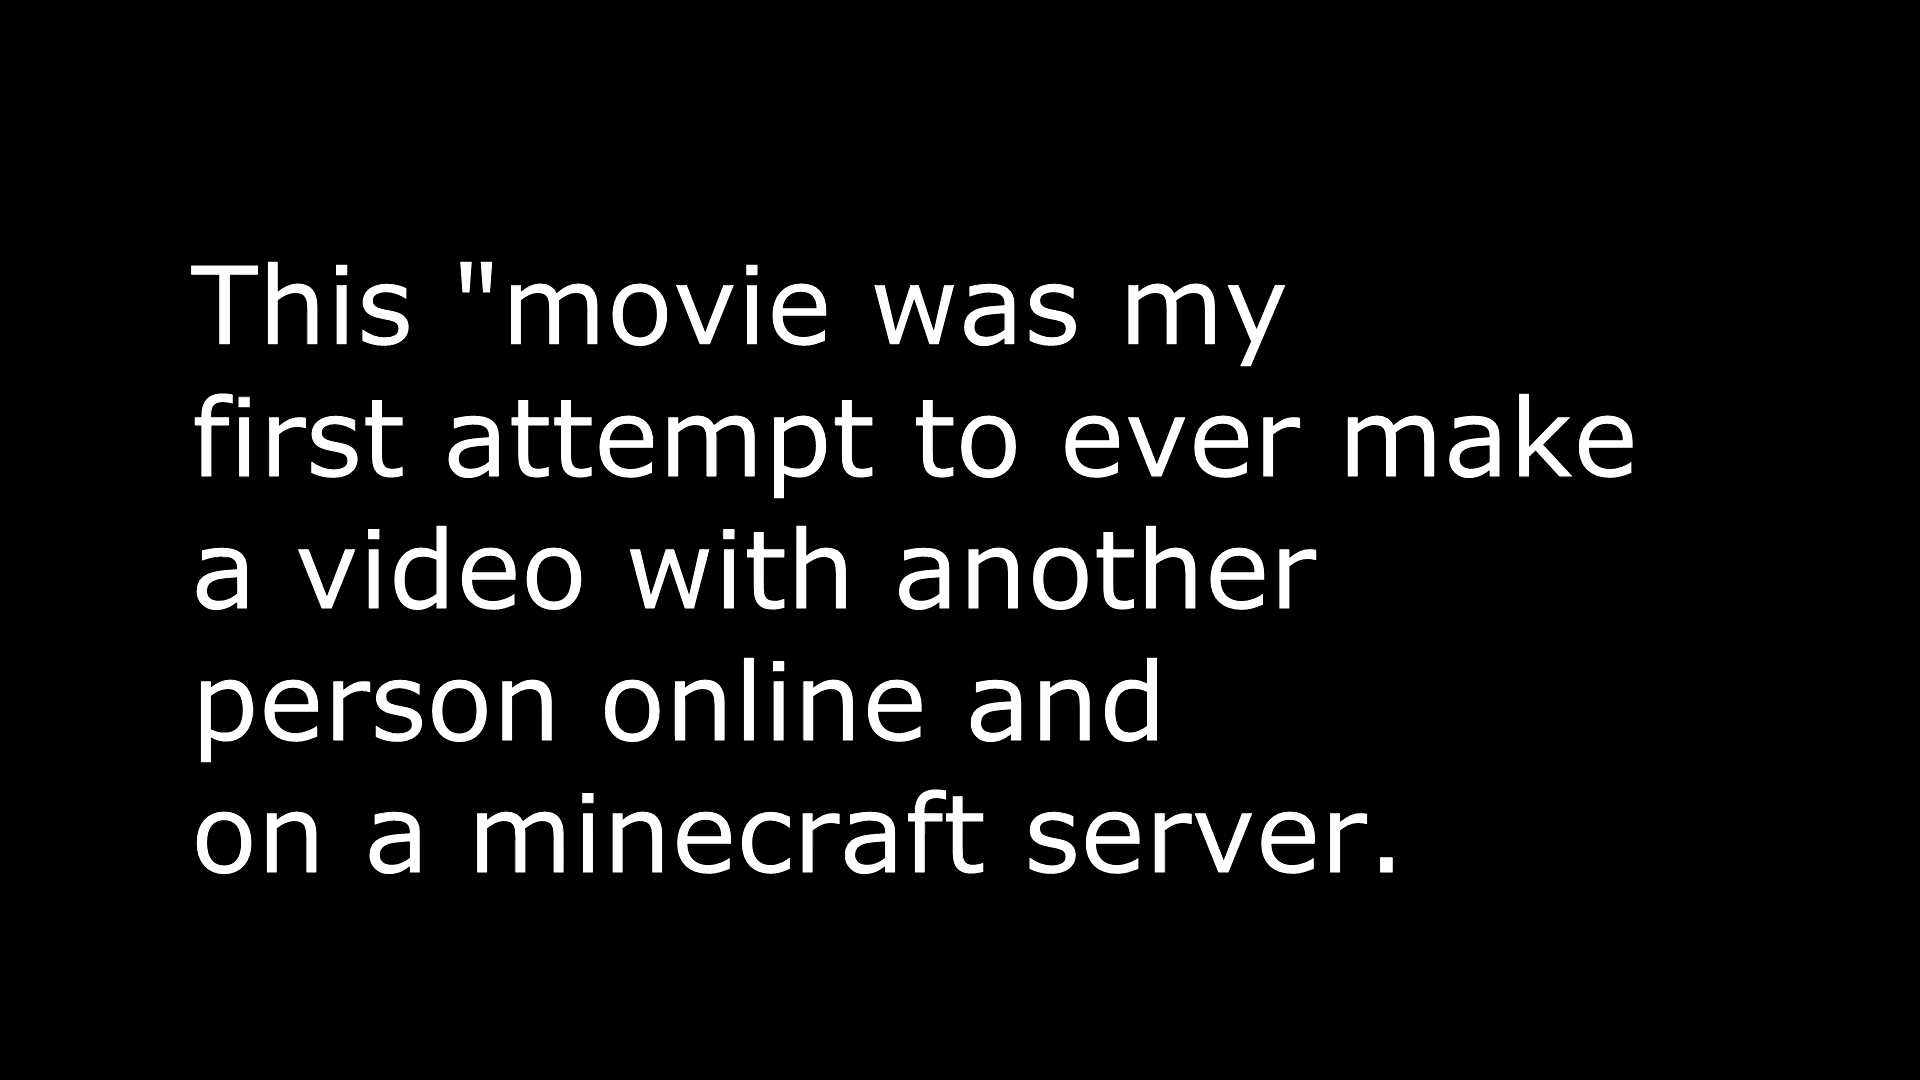 This "movie was my
first attempt to ever make
a video with another
person online and
on a minecraft server.